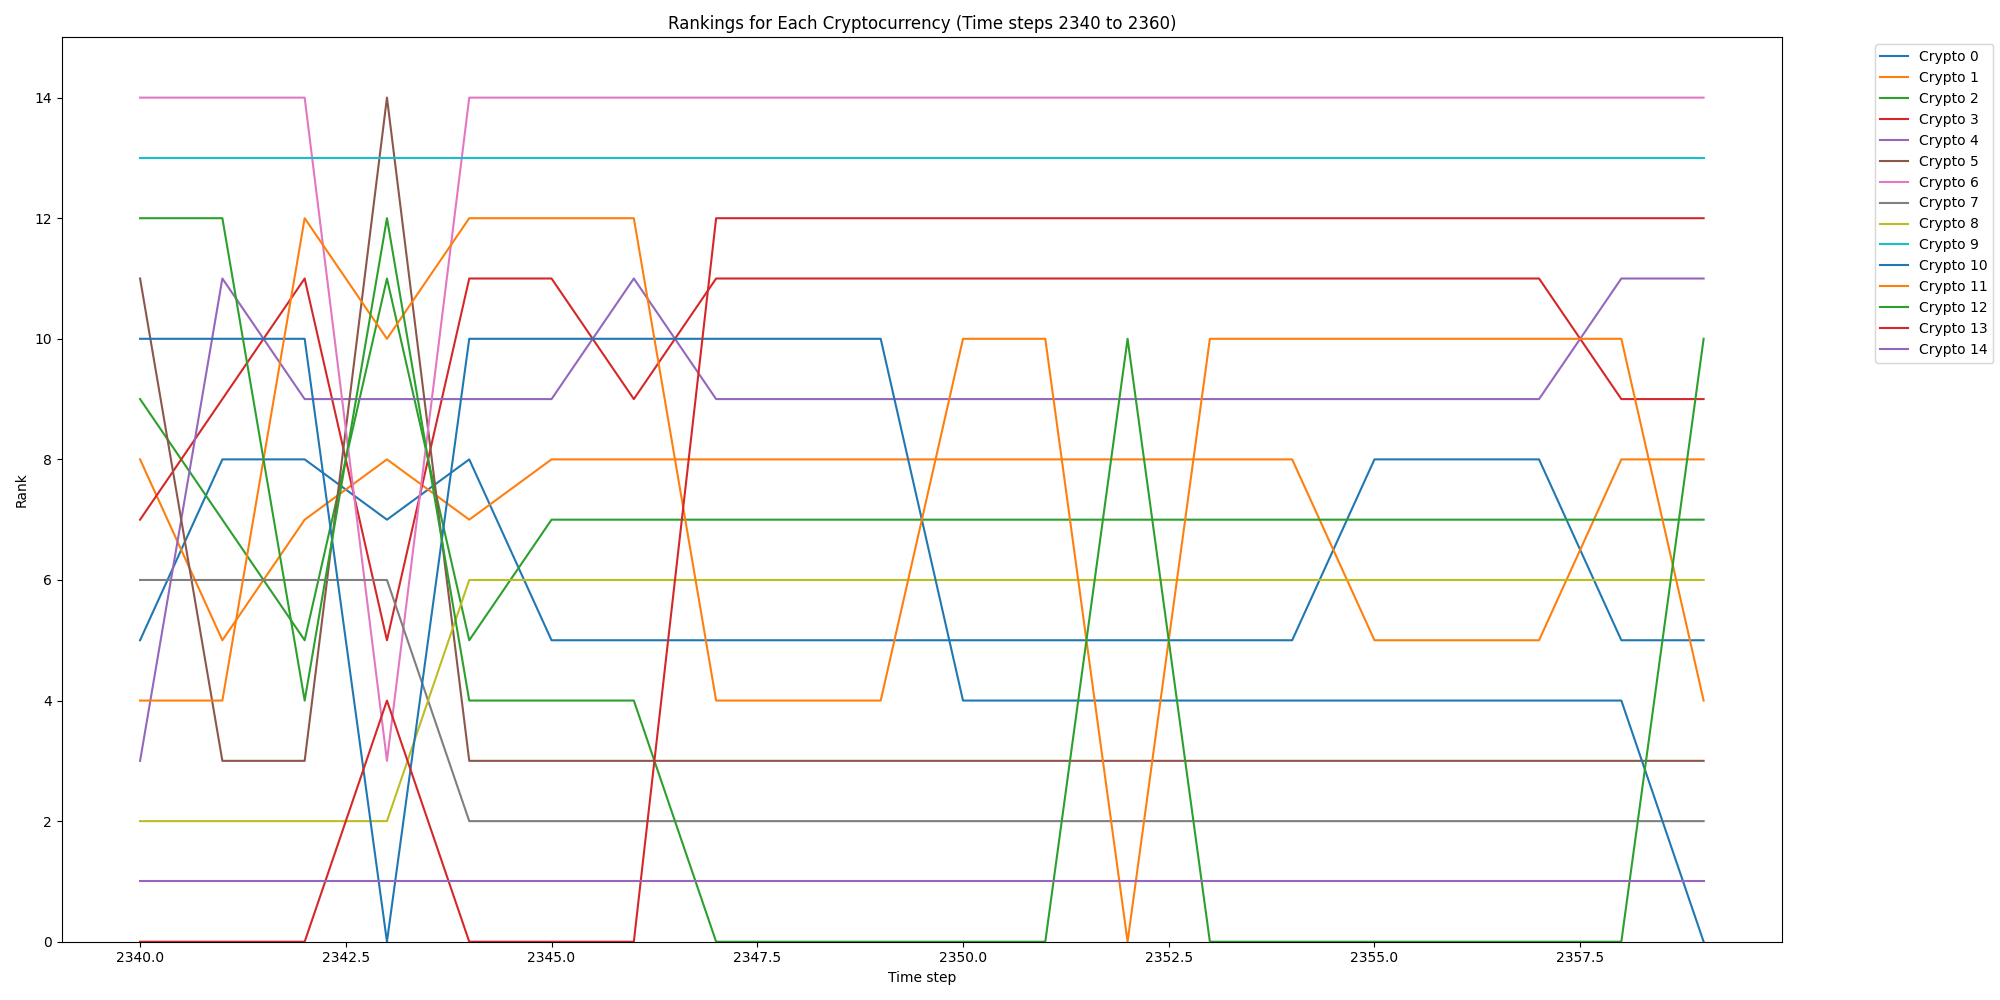 Rankings for Each Cryptocurrency (Time steps 2340 to 2360)
Rank
14
12
10
8
6
4
2
0
2340.0 2342.5 2345.0 2347.5 2350.0 2352.5 2355.0 2357.5
Time step
Crypto 0
Crypto 1
Crypto 2
Crypto 3
Crypto 4
Crypto 5
Crypto 6
Crypto 7
Crypto 8
Crypto 9
Crypto 10
Crypto 11
Crypto 12
Crypto 13
Crypto 14